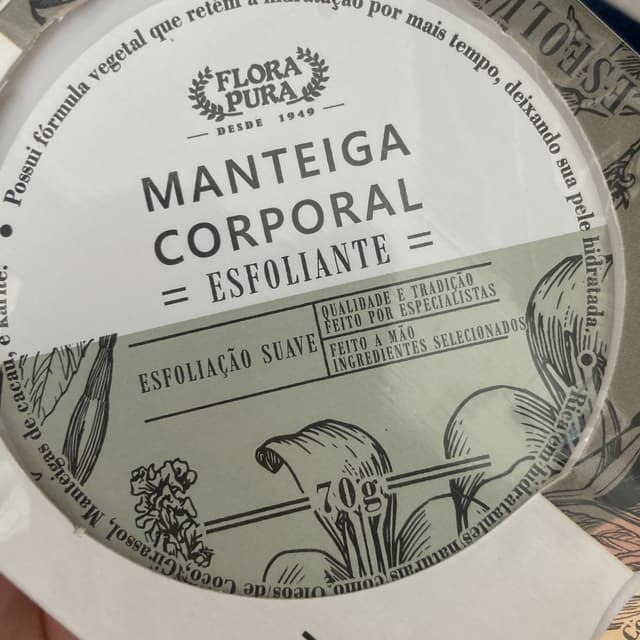 Possui fórmula vegetal que retém a hidratação por mais tempo, deixando sua pele hidratada.
FLORA
PURA
DESDE 1949
MANTEIGA
CORPORAL
= ESFOLIANTE =
ESFOLIAÇÃO SUAVE
QUALIDADE E TRADIÇÃO
FEITO POR ESPECIALISTAS
FEITO A MÃO
INGREDIENTES SELECIONADOS
70g
hidratantes naturais como Óleos de Coco, Girassol, Manteigas de cacau, e karité.